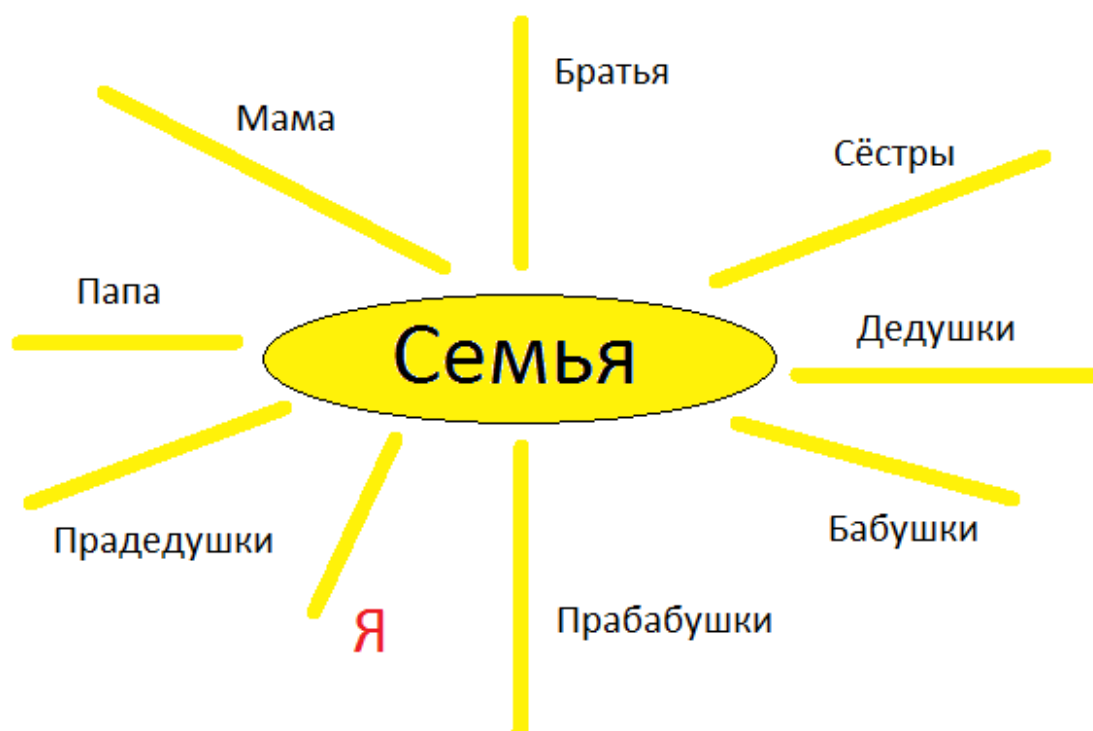 Братья
Мама
Сёстры
Папа
Дедушки
Семья
Бабушки
Прадедушки
Прабабушки
Я